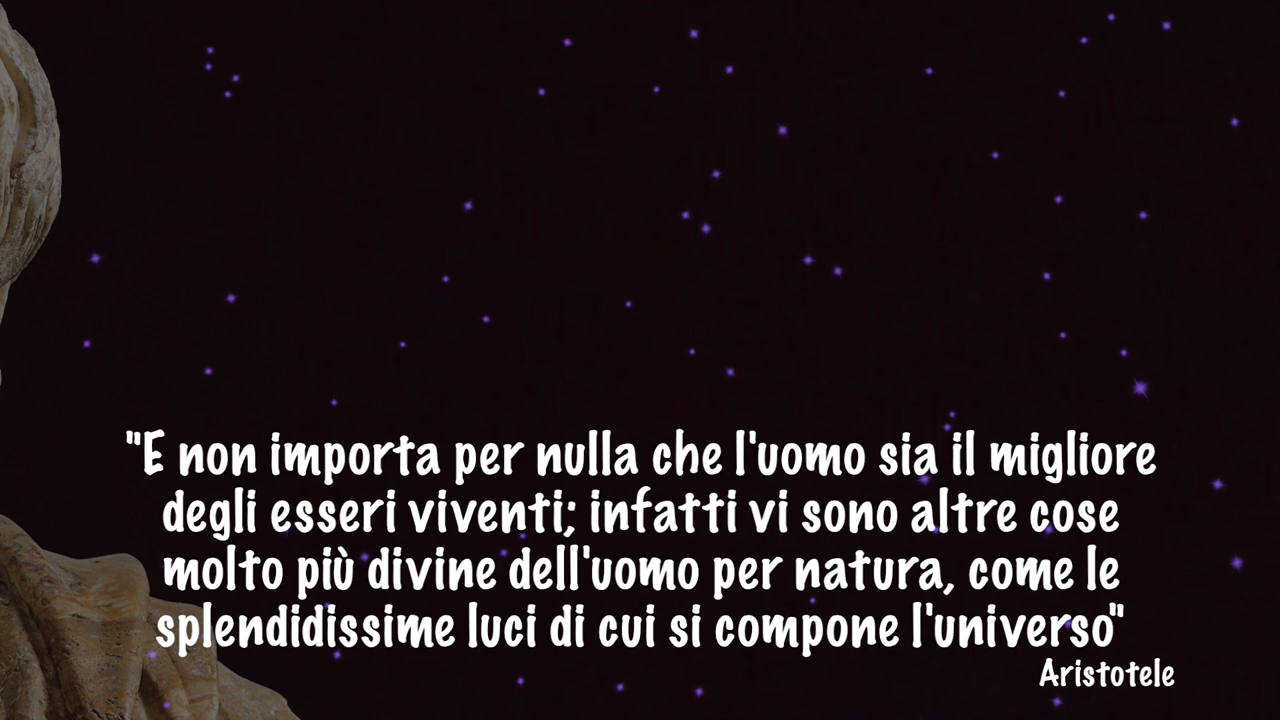 "E non importa per nulla che l'uomo sia il migliore
degli esseri viventi; infatti vi sono altre cose
molto più divine dell'uomo per natura, come le
splendidissime luci di cui si compone l'universo"
Aristotele